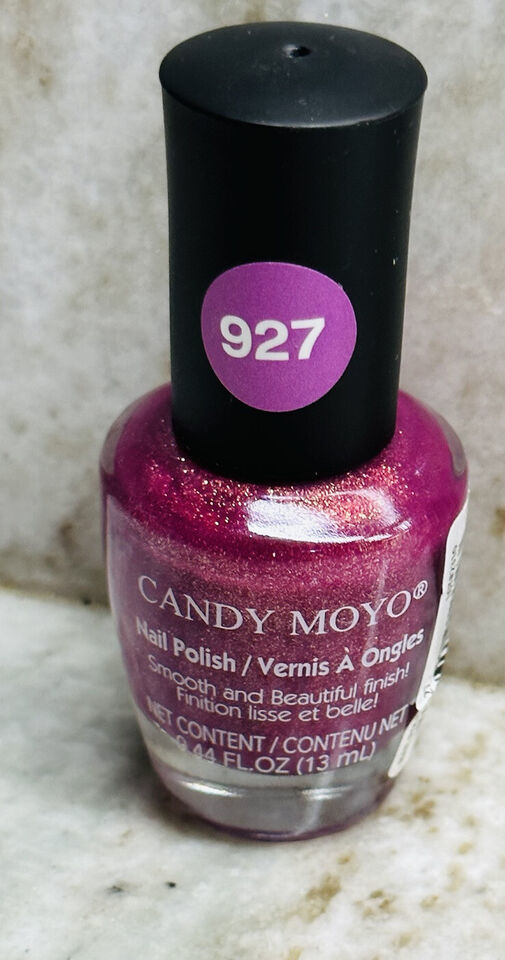 927
CANDY MOYO®
Nail Polish / Vernis À Ongles
Smooth and Beautiful finish!
Finition lisse et belle!
NET CONTENT / CONTENU NET
0.44 FL.OZ (13 mL)